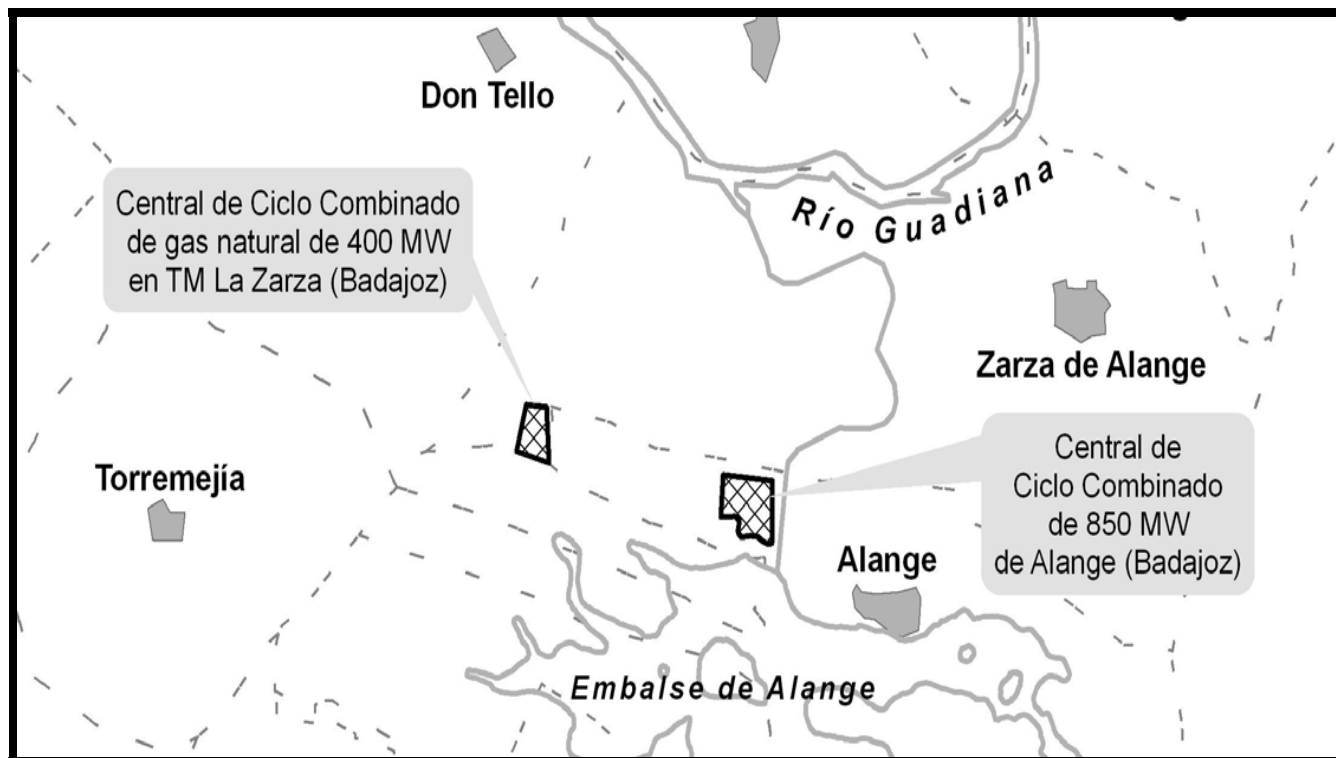 Don Tello
Central de Ciclo Combinado
de gas natural de 400 MW
en TM La Zarza (Badajoz)
Río Guadiana
Zarza de Alange
Torremejía
Central de
Ciclo Combinado
de 850 MW
de Alange (Badajoz)
Alange
Embalse de Alange